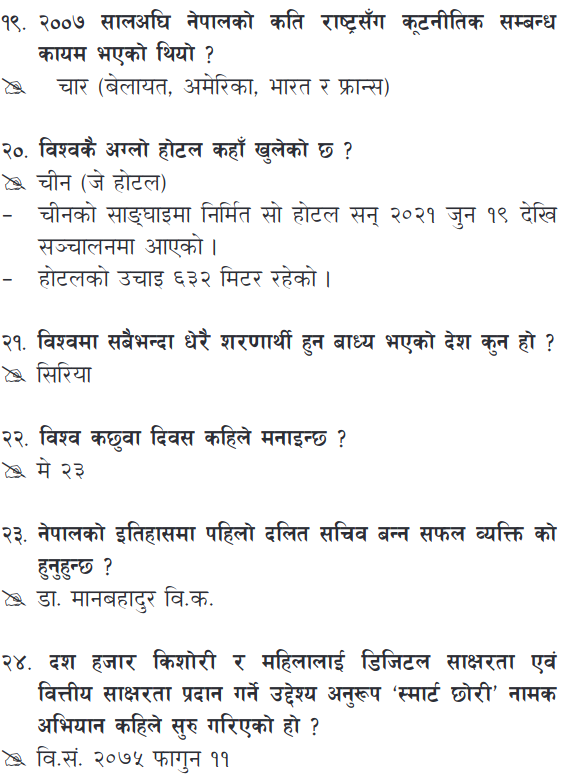 १९. २००७ सालअघि नेपालको कति राष्ट्रसँग कूटनीतिक सम्बन्ध
कायम भएको थियो ?
चार (बेलायत, अमेरिका, भारत र फ्रान्स)
२०. विश्वकै अग्लो होटल कहाँ खुलेको छ ?
चीन (जे होटल)
– चीनको साङ्घाइमा निर्मित सो होटल सन् २०२१ जुन १९ देखि
सञ्चालनमा आएको ।
– होटलको उचाइ ६३२ मिटर रहेको ।
२१. विश्वमा सबैभन्दा धेरै शरणार्थी हुन बाध्य भएको देश कुन हो ?
सिरिया
२२. विश्व कछुवा दिवस कहिले मनाइन्छ ?
मे २३
२३. नेपालको इतिहासमा पहिलो दलित सचिव बन्न सफल व्यक्ति को
हुनुहुन्छ ?
डा. मानबहादुर वि.क.
२४. दश हजार किशोरी र महिलालाई डिजिटल साक्षरता एवं
वित्तीय साक्षरता प्रदान गर्ने उद्देश्य अनुरूप ‘स्मार्ट छोरी’ नामक
अभियान कहिले सुरु गरिएको हो ?
वि.सं. २०७५ फागुन ११